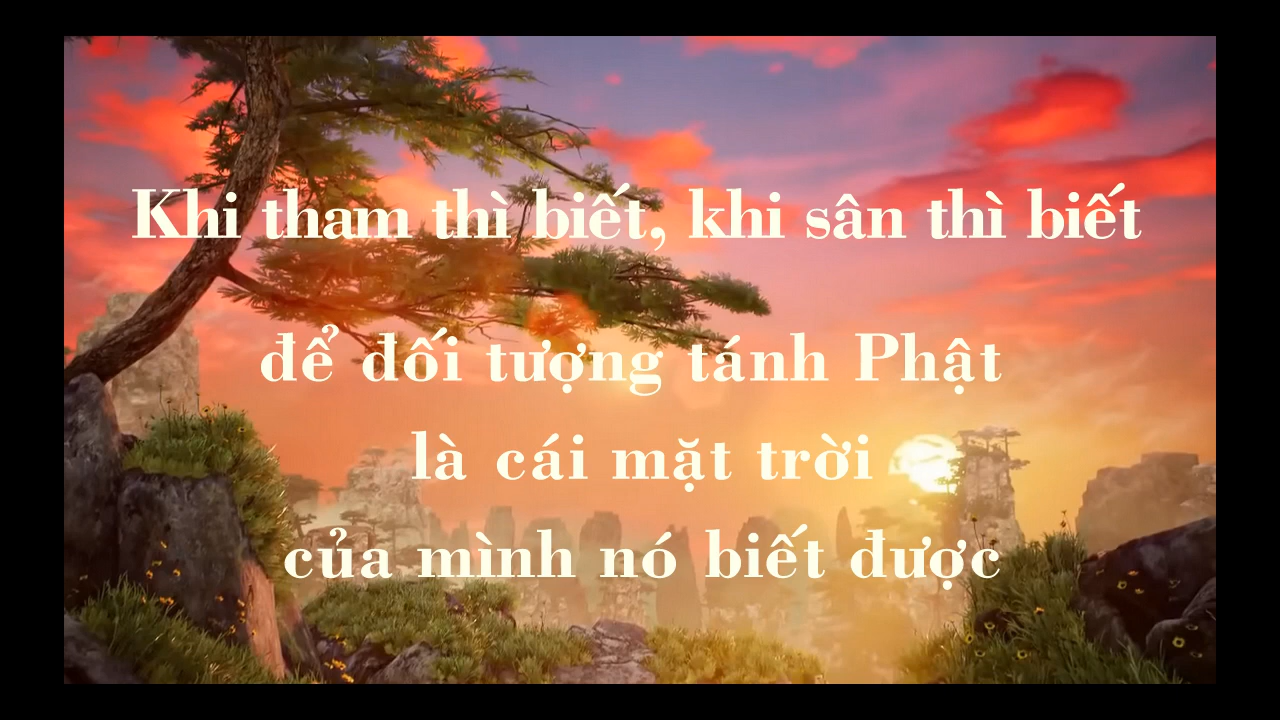 Khi tham thì biết, khi sân thì biết
để đối tượng tánh Phật
là cái mặt trời
của mình nó biết được